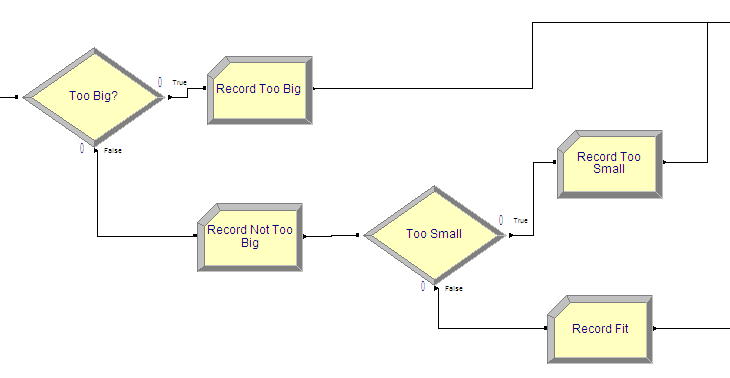 Too Big?
0
True
Record Too Big
0
False
Record Not Too
Big
Too Small
0
True
Record Too
Small
0
False
Record Fit